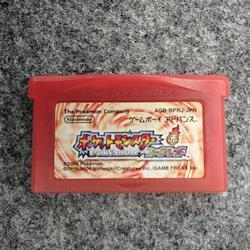 The Pokémon Company AGB-BPRJ-JPN
Nintendo ゲームボーイ アドバンス
ポケットモンスター
©2004 Pokémon.
©1995-2004 Nintendo/Creatures inc./GAME FREAK inc.